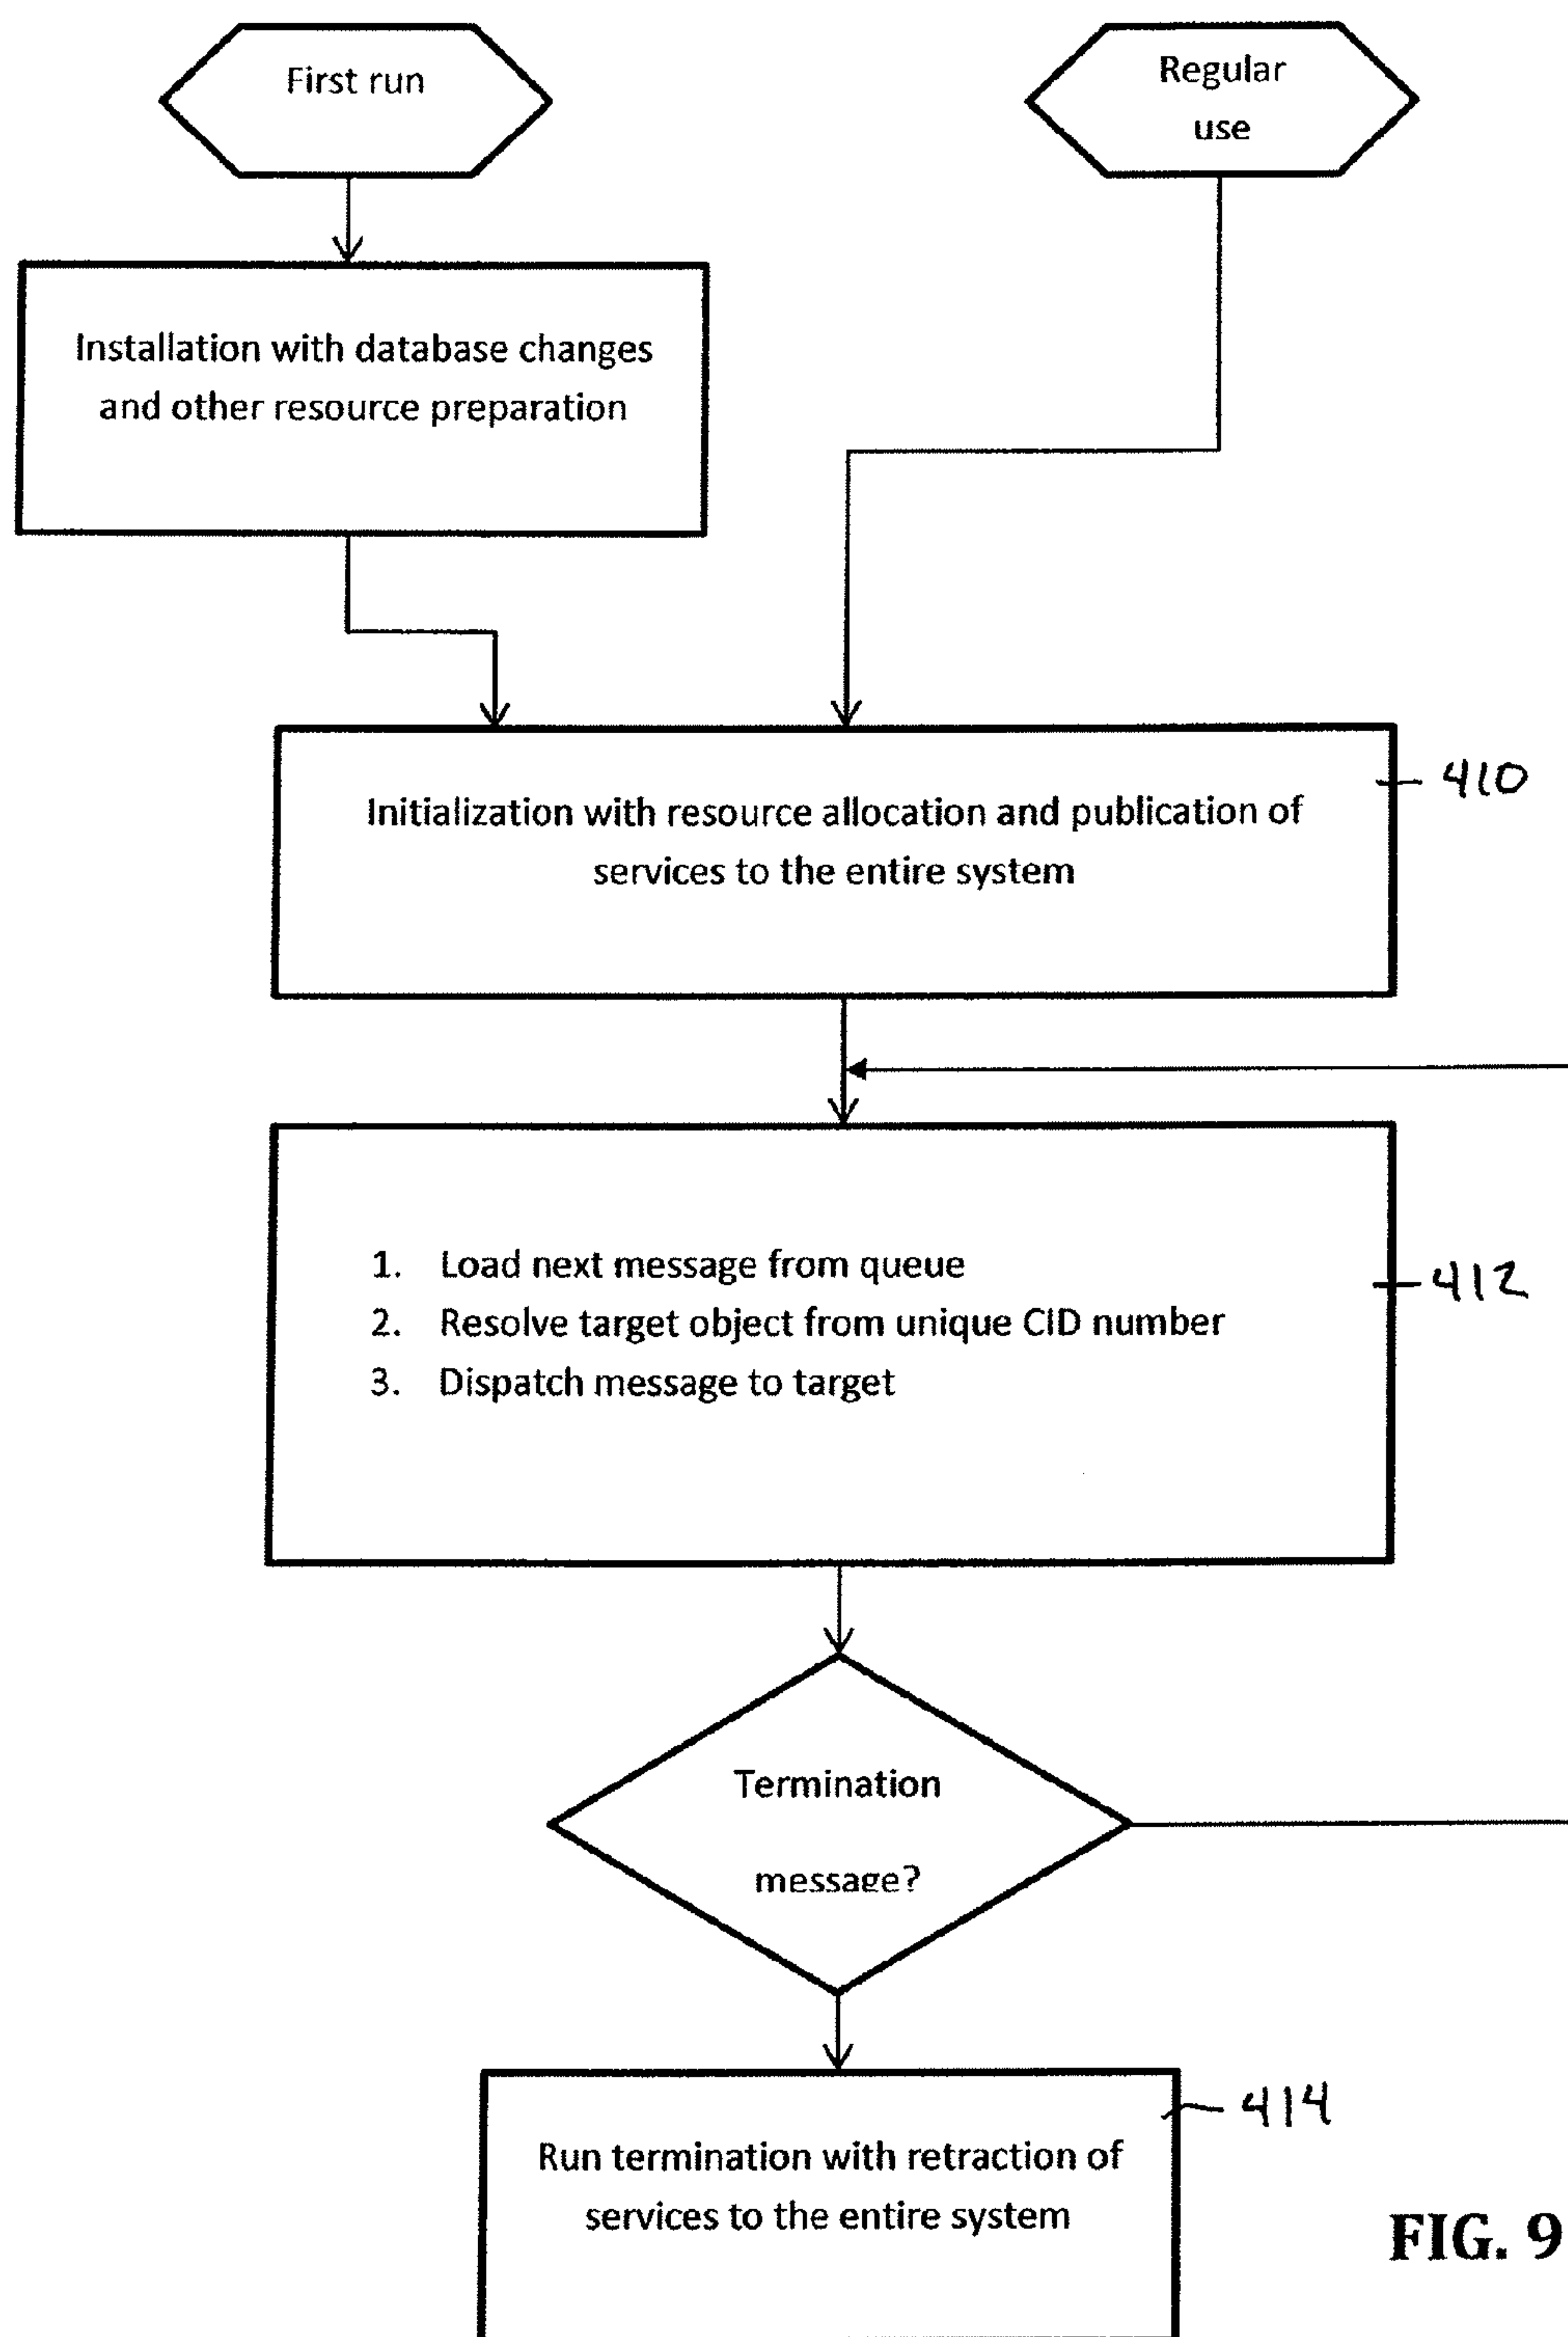 First run
Regular
use
Installation with database changes
and other resource preparation
410
Initialization with resource allocation and publication of
services to the entire system
1. Load next message from queue
2. Resolve target object from unique CID number
3. Dispatch message to target
412
Termination
message?
414
Run termination with retraction of
services to the entire system
FIG. 9